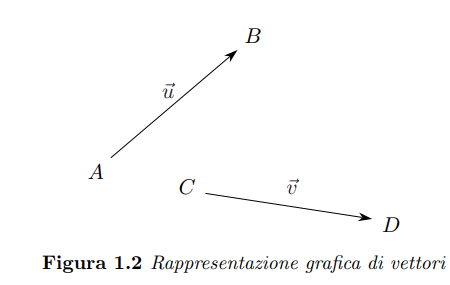 B
u⃗
A
C
v⃗
D
Figura 1.2 Rappresentazione grafica di vettori